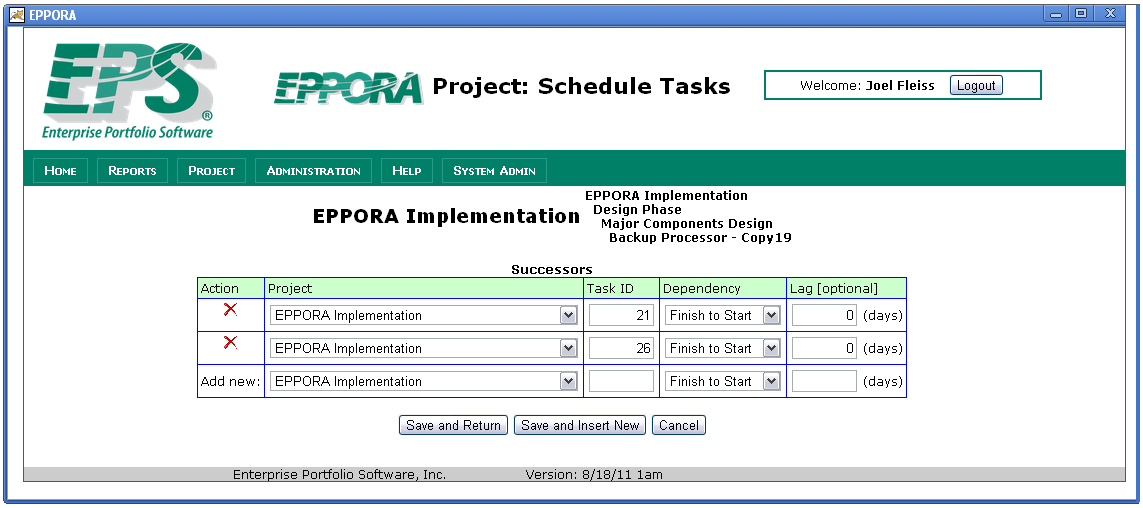 EPPORA
EPS®
Enterprise Portfolio Software
EPPORA Project: Schedule Tasks
Welcome: Joel Fleiss Logout
HOME REPORTS PROJECT ADMINISTRATION HELP SYSTEM ADMIN
EPPORA Implementation
EPPORA Implementation
Design Phase
Major Components Design
Backup Processor - Copy19
Successors
Action Project Task ID Dependency Lag [optional]
EPPORA Implementation 21 Finish to Start 0 (days)
EPPORA Implementation 26 Finish to Start 0 (days)
Add new: EPPORA Implementation Finish to Start (days)
Save and Return Save and Insert New Cancel
Enterprise Portfolio Software, Inc. Version: 8/18/11 1am